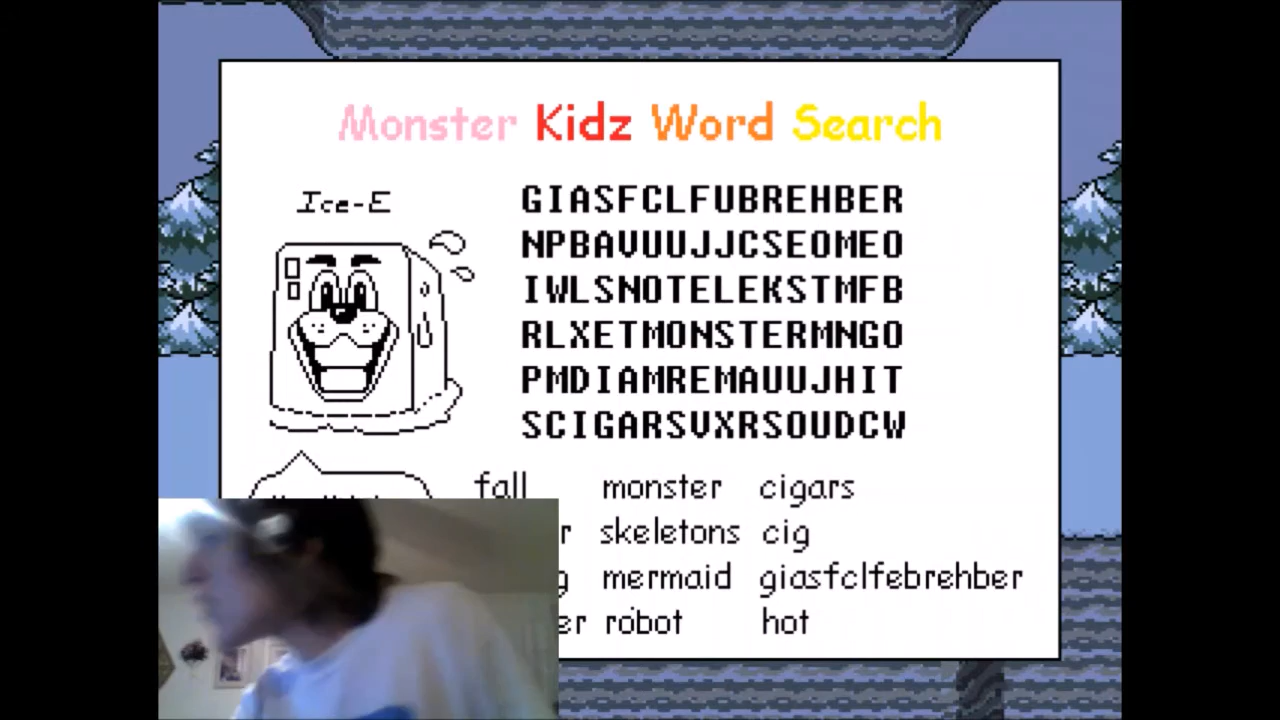 Monster Kidz Word Search
Ice-E
GIASFCLFUBREHBER
NPBAVUUJJCSEOMEO
IWLSNOTELEKSTMFB
RLXETMONSTERMNGO
PMDIAMREMAUUJHIT
SCIGARSVXRSOUDCW
fall monster cigars
r skeletons cig
g mermaid giasfclfebrehber
er robot hot